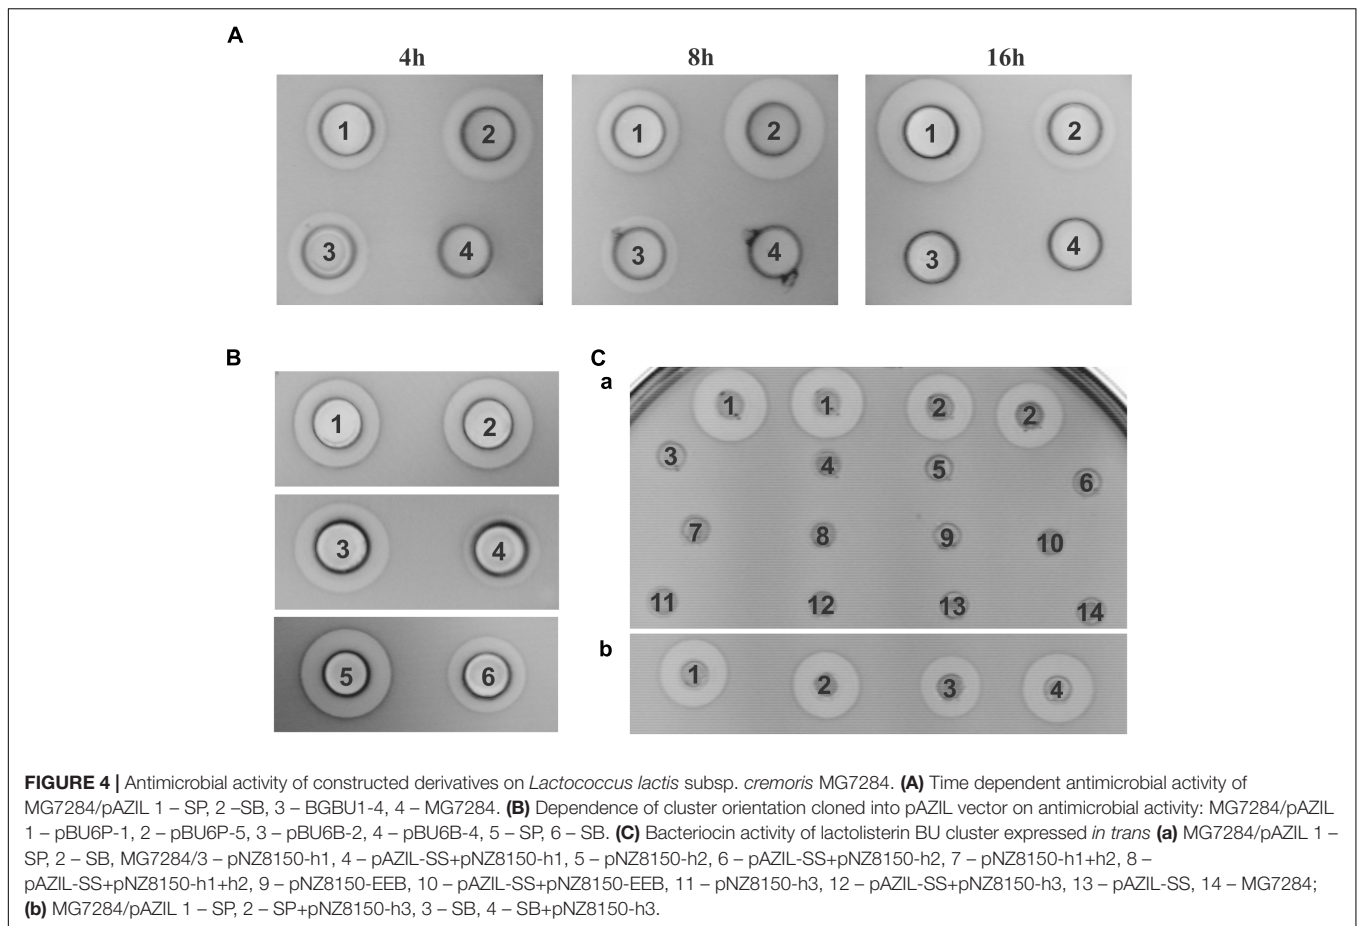 A
4h 8h 16h
1 2 1 2 1 2
3 4 3 4 3 4
B C
a
1 2
1 1 2 2
3 4 5 6
3 4
7 8 9 10
11 12 13 14
b
5 6
1 2 3 4
FIGURE 4 | Antimicrobial activity of constructed derivatives on Lactococcus lactis subsp. cremoris MG7284. (A) Time dependent antimicrobial activity of
MG7284/pAZIL 1 – SP, 2 –SB, 3 – BGBU1-4, 4 – MG7284. (B) Dependence of cluster orientation cloned into pAZIL vector on antimicrobial activity: MG7284/pAZIL
1 – pBU6P-1, 2 – pBU6P-5, 3 – pBU6B-2, 4 – pBU6B-4, 5 – SP, 6 – SB. (C) Bacteriocin activity of lactolisterin BU cluster expressed in trans (a) MG7284/pAZIL 1 –
SP, 2 – SB, MG7284/3 – pNZ8150-h1, 4 – pAZIL-SS+pNZ8150-h1, 5 – pNZ8150-h2, 6 – pAZIL-SS+pNZ8150-h2, 7 – pNZ8150-h1+h2, 8 –
pAZIL-SS+pNZ8150-h1+h2, 9 – pNZ8150-EEB, 10 – pAZIL-SS+pNZ8150-EEB, 11 – pNZ8150-h3, 12 – pAZIL-SS+pNZ8150-h3, 13 – pAZIL-SS, 14 – MG7284;
(b) MG7284/pAZIL 1 – SP, 2 – SP+pNZ8150-h3, 3 – SB, 4 – SB+pNZ8150-h3.